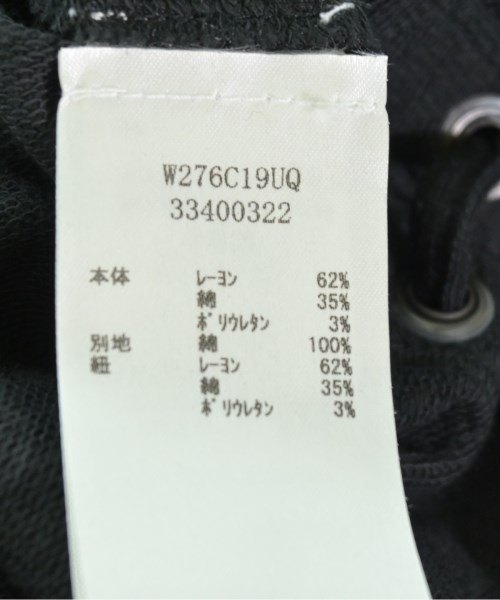 W276C19UQ
33400322
本体 ﾚｰﾖﾝ 62%
綿 35%
ﾎﾟﾘｳﾚﾀﾝ 3%
別地 綿 100%
紐 ﾚｰﾖﾝ 62%
綿 35%
ﾎﾟﾘｳﾚﾀﾝ 3%